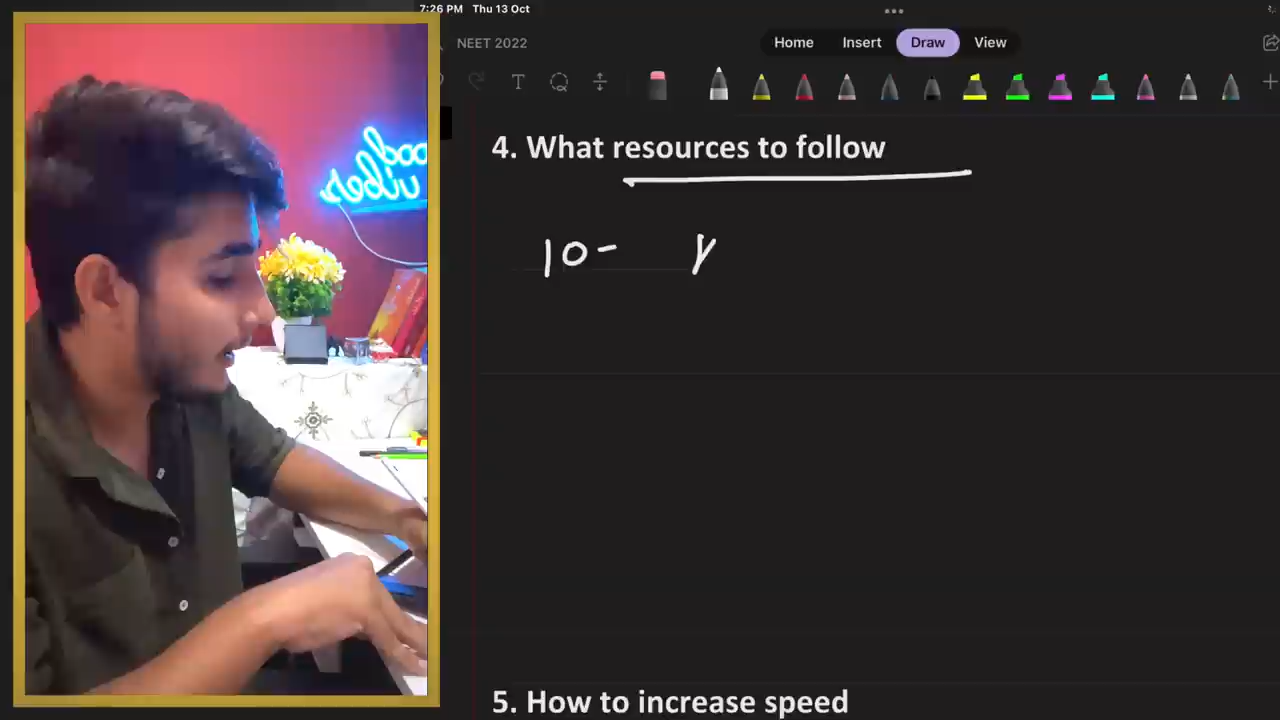 7:26 PM Thu 13 Oct
NEET 2022
Home Insert Draw View
T
4. What resources to follow
10- Y
5. How to increase speed